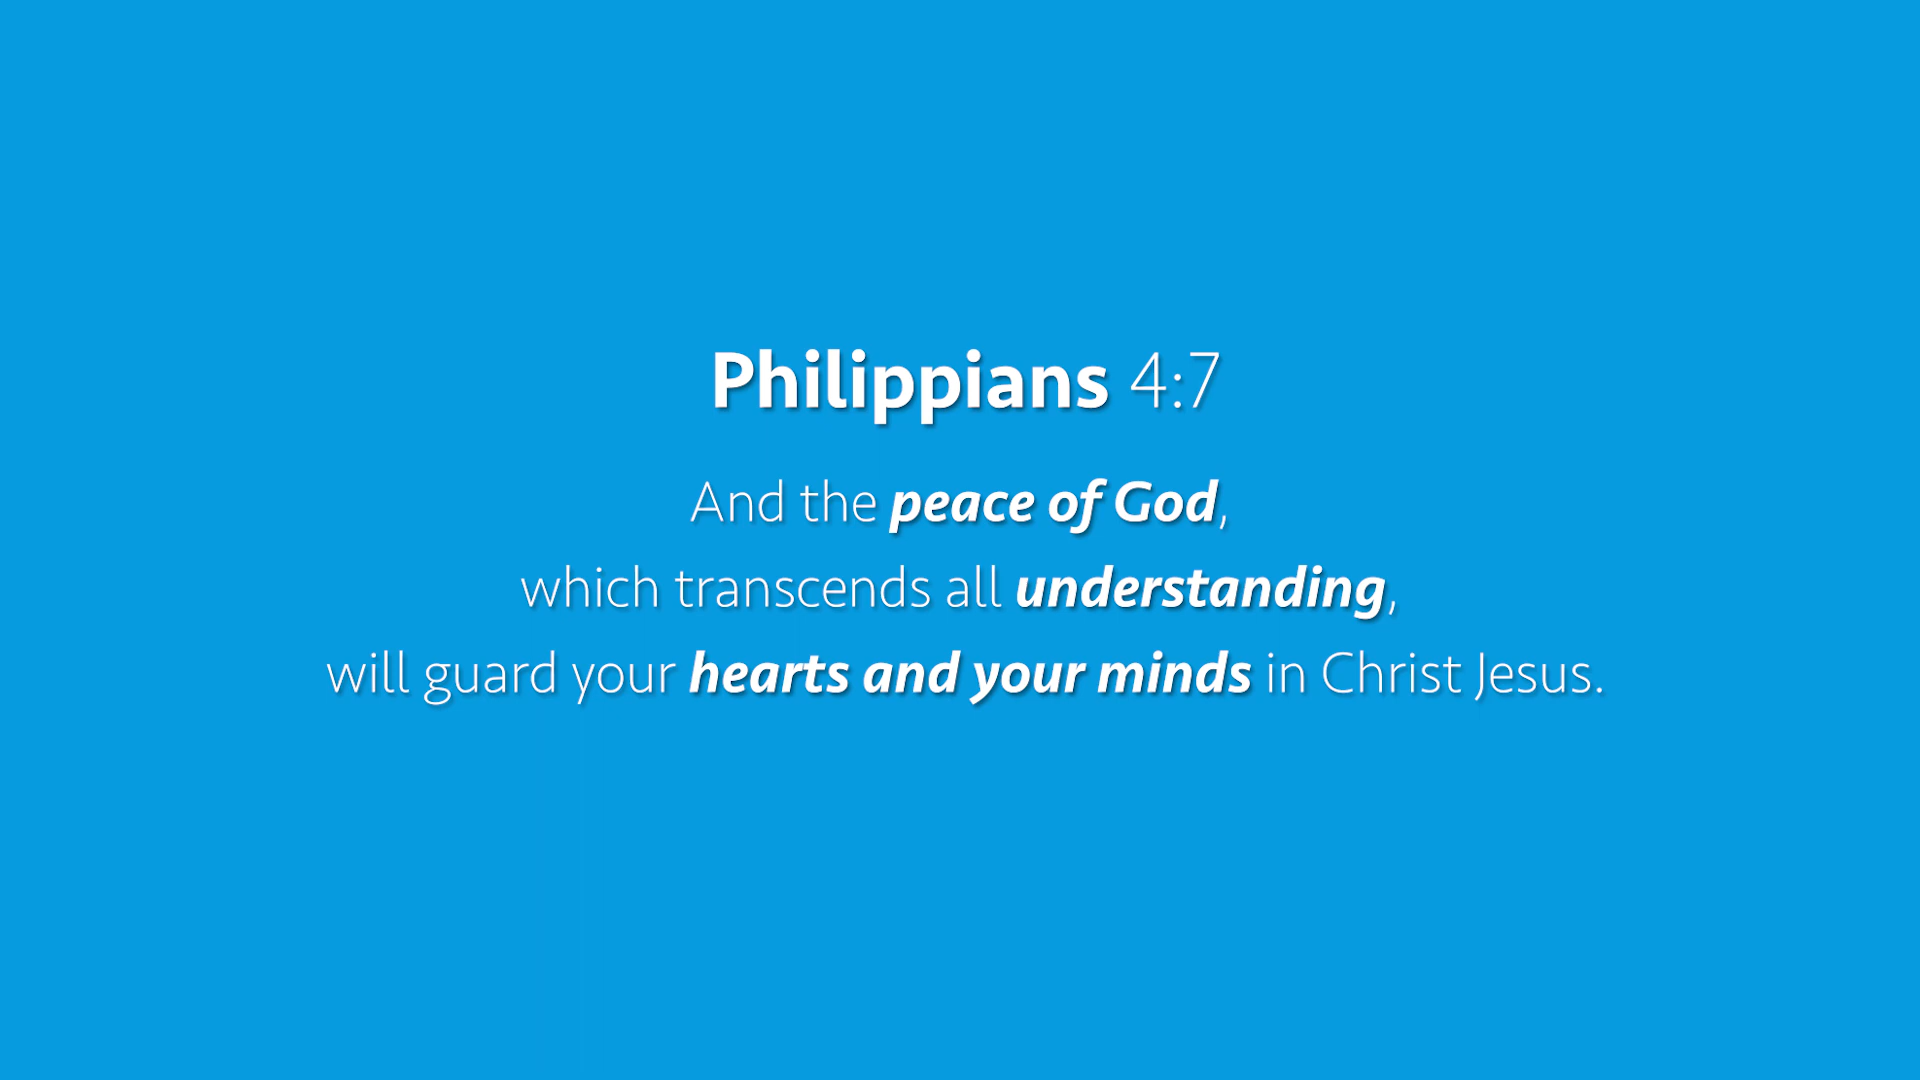 Philippians 4:7
And the peace of God,
which transcends all understanding,
will guard your hearts and your minds in Christ Jesus.